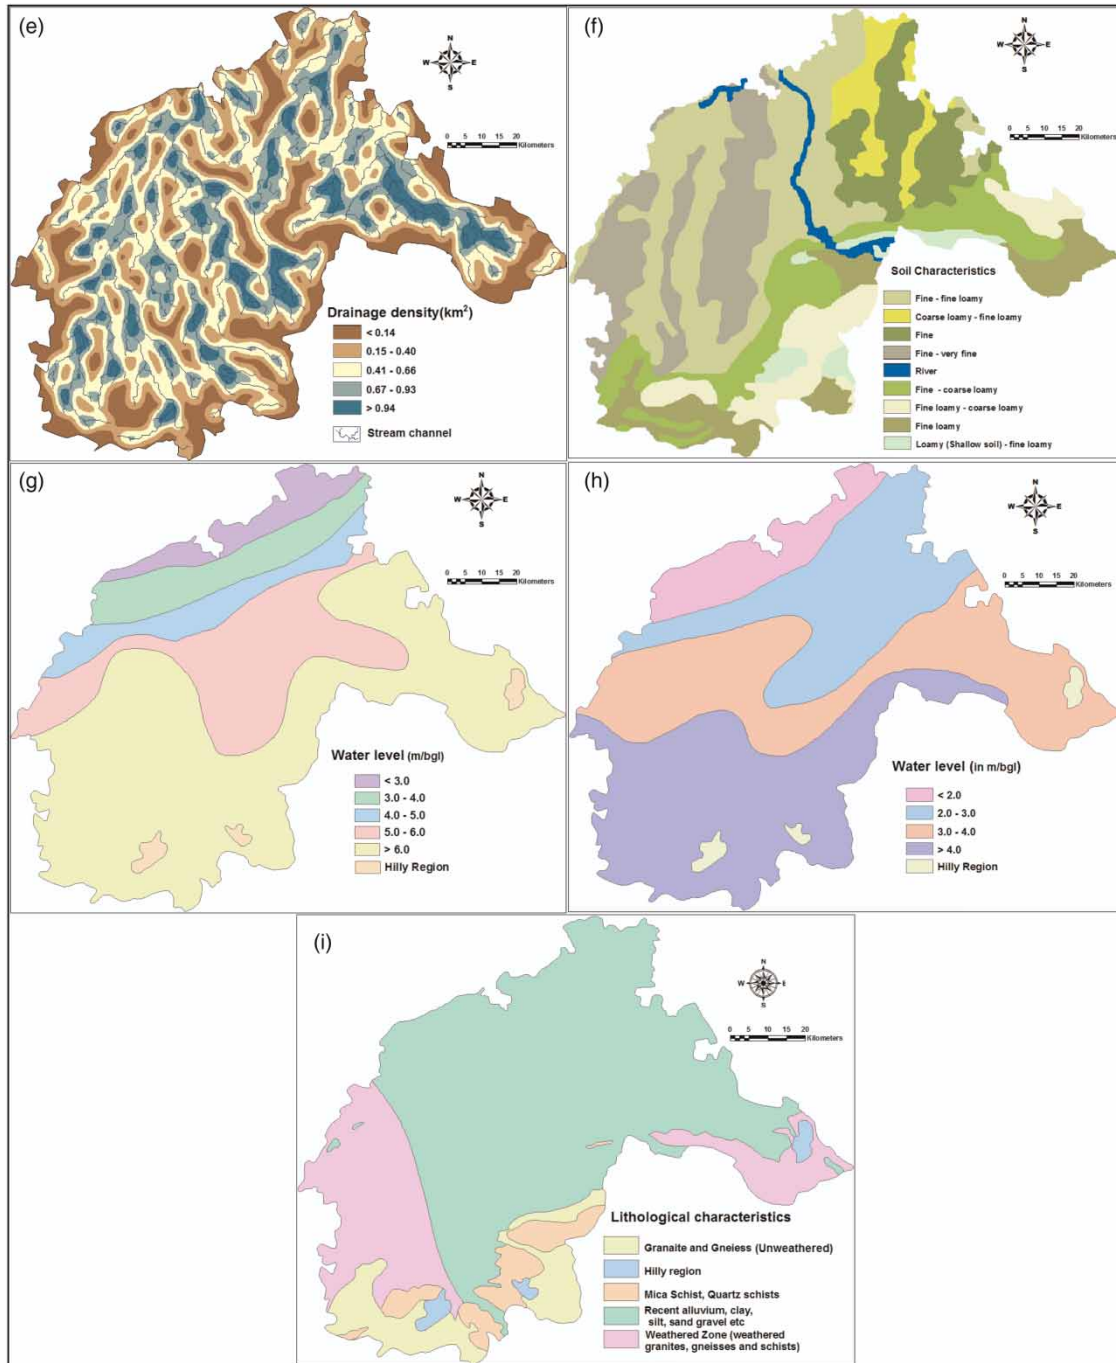 (e)
N
W E
S
0 5 10 15 20
Kilometers
Drainage density(km²)
< 0.14
0.15 - 0.40
0.41 - 0.66
0.67 - 0.93
> 0.94
Stream channel
(f)
N
W E
S
0 5 10 15 20
Kilometers
Soil Characteristics
Fine - fine loamy
Coarse loamy - fine loamy
Fine
Fine - very fine
River
Fine - coarse loamy
Fine loamy - coarse loamy
Fine loamy
Loamy (Shallow soil) - fine loamy
(g)
N
W E
S
0 5 10 15 20
Kilometers
Water level (m/bgl)
< 3.0
3.0 - 4.0
4.0 - 5.0
5.0 - 6.0
> 6.0
Hilly Region
(h)
N
W E
S
0 5 10 15 20
Kilometers
Water level (in m/bgl)
< 2.0
2.0 - 3.0
3.0 - 4.0
> 4.0
Hilly Region
(i)
N
W E
S
0 5 10 15 20
Kilometers
Lithological characteristics
Granaite and Gneiess (Unweathered)
Hilly region
Mica Schist, Quartz schists
Recent alluvium, clay,
silt, sand gravel etc
Weathered Zone (weathered
granites, gneisses and schists)